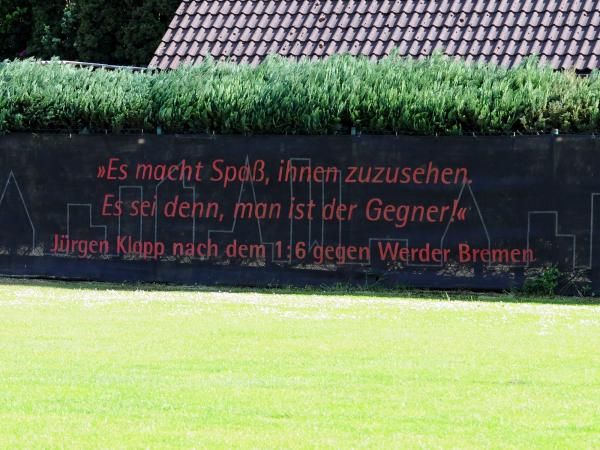 »Es macht Spaß, ihnen zuzusehen.
Es sei denn, man ist der Gegner!«
Jürgen Klopp nach dem 1:6 gegen Werder Bremen